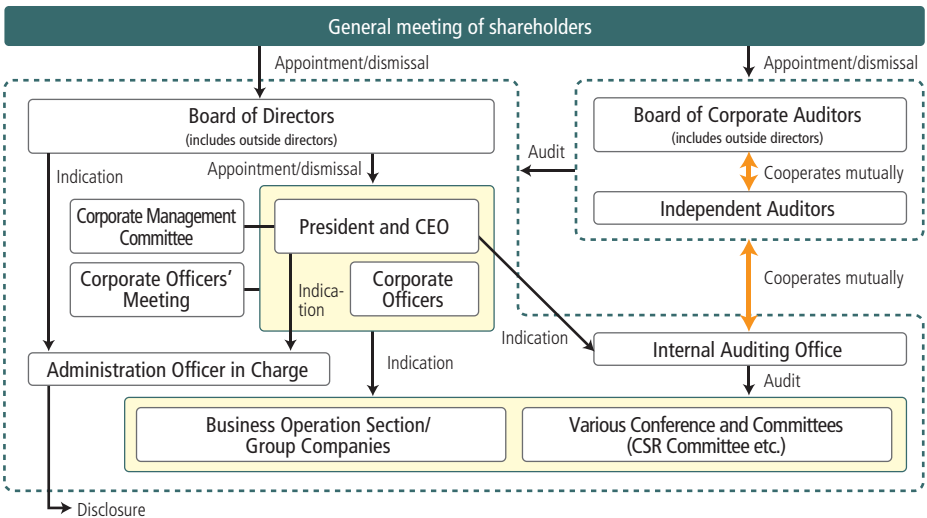 General meeting of shareholders
Appointment/dismissal
Appointment/dismissal
Board of Directors
(includes outside directors)
Board of Corporate Auditors
(includes outside directors)
Audit
Indication
Appointment/dismissal
Cooperates mutually
Corporate Management
Committee
President and CEO
Independent Auditors
Corporate Officers’
Meeting
Indica-
tion
Corporate
Officers
Cooperates mutually
Indication
Internal Auditing Office
Administration Officer in Charge
Indication
Audit
Business Operation Section/
Group Companies
Various Conference and Committees
(CSR Committee etc.)
Disclosure